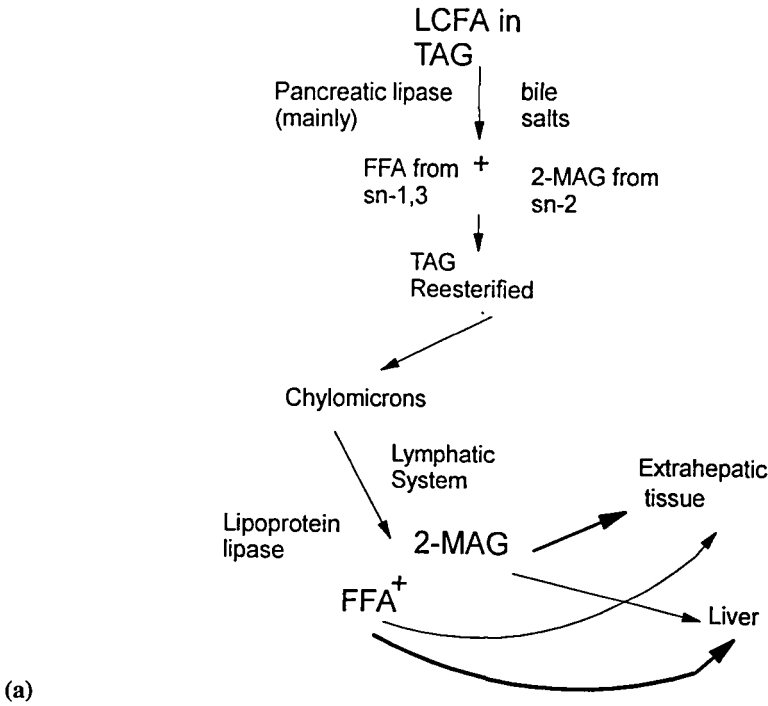 LCFA in
TAG
Pancreatic lipase
(mainly)
bile
salts
FFA from
sn-1,3
+
2-MAG from
sn-2
TAG
Reesterified
Chylomicrons
Lymphatic
System
Extrahepatic
tissue
Lipoprotein
lipase
2-MAG
+
FFA
Liver
(a)